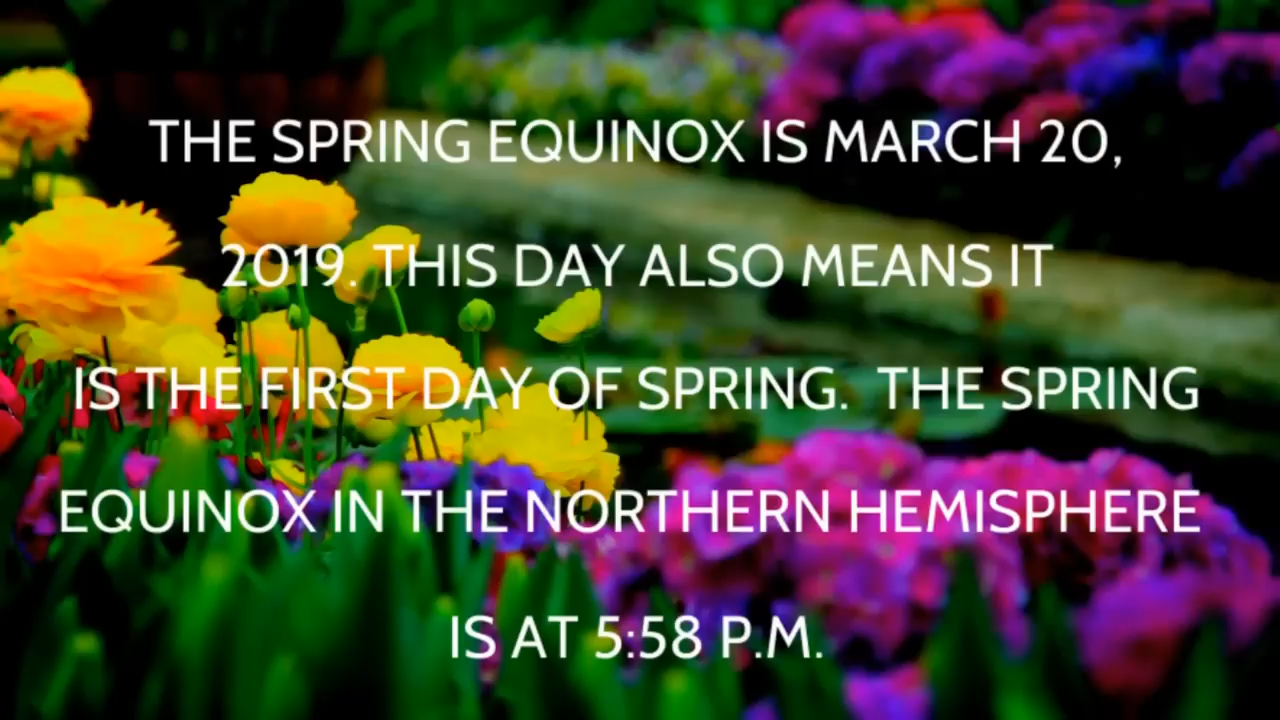 THE SPRING EQUINOX IS MARCH 20,
2019. THIS DAY ALSO MEANS IT
IS THE FIRST DAY OF SPRING. THE SPRING
EQUINOX IN THE NORTHERN HEMISPHERE
IS AT 5:58 P.M.